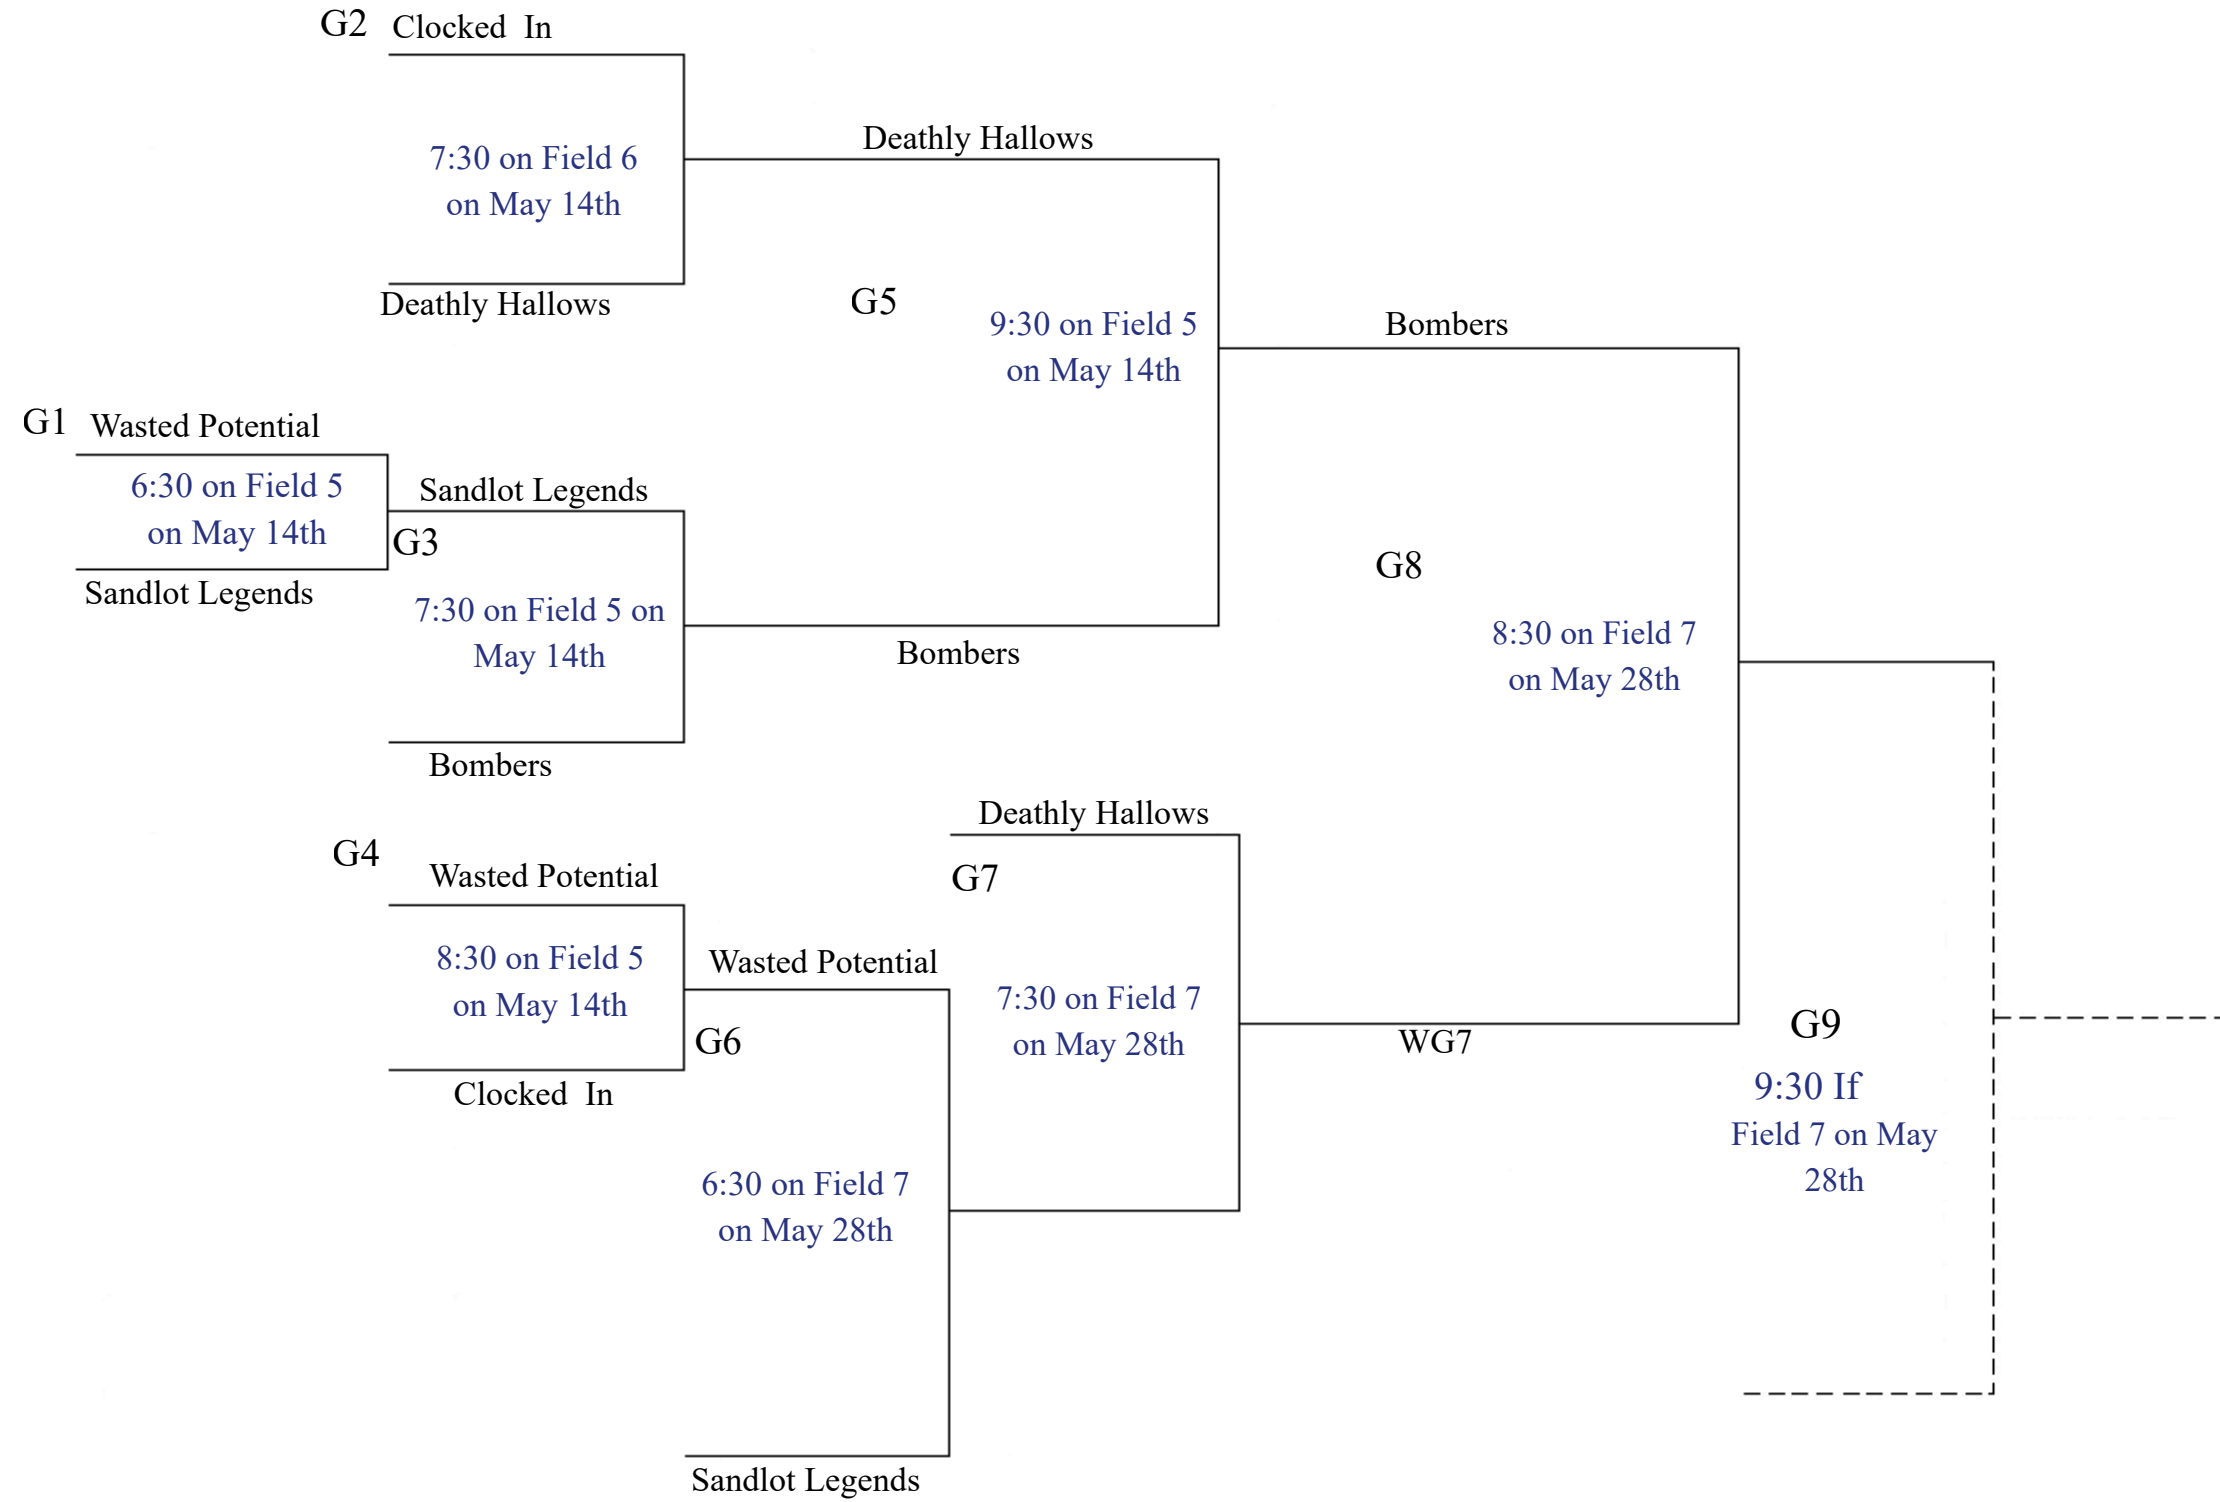 G2 Clocked In
7:30 on Field 6
on May 14th
Deathly Hallows
Deathly Hallows
G5
9:30 on Field 5
on May 14th
Bombers
G1 Wasted Potential
6:30 on Field 5
on May 14th
Sandlot Legends
Sandlot Legends
G3
7:30 on Field 5 on
May 14th
Bombers
Bombers
G8
8:30 on Field 7
on May 28th
G4
Wasted Potential
8:30 on Field 5
on May 14th
Clocked In
Wasted Potential
G6
6:30 on Field 7
on May 28th
Sandlot Legends
Deathly Hallows
G7
7:30 on Field 7
on May 28th
WG7
G9
9:30 If
Field 7 on May
28th